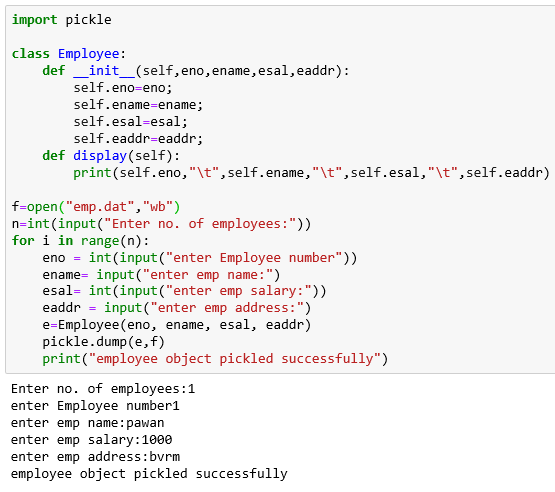 import pickle

class Employee:
    def __init__(self,eno,ename,esal,eaddr):
        self.eno=eno;
        self.ename=ename;
        self.esal=esal;
        self.eaddr=eaddr;
    def display(self):
        print(self.eno,"\t",self.ename,"\t",self.esal,"\t",self.eaddr)

f=open("emp.dat","wb")
n=int(input("Enter no. of employees:"))
for i in range(n):
    eno = int(input("enter Employee number"))
    ename= input("enter emp name:")
    esal= int(input("enter emp salary:"))
    eaddr = input("enter emp address:")
    e=Employee(eno, ename, esal, eaddr)
    pickle.dump(e,f)
    print("employee object pickled successfully")
Enter no. of employees:1
enter Employee number1
enter emp name:pawan
enter emp salary:1000
enter emp address:bvrm
employee object pickled successfully